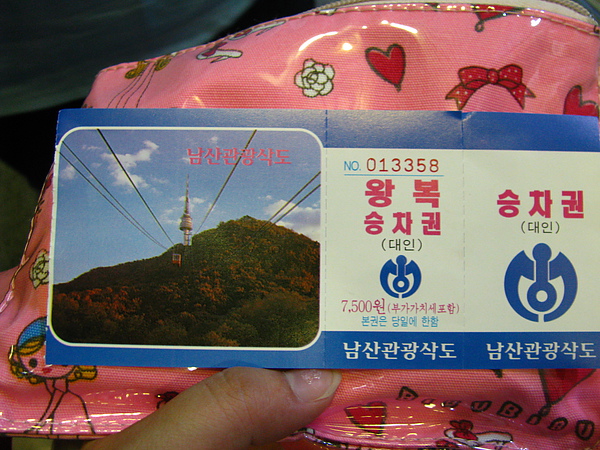 남산관광삭도
NO. 013358
왕복
승차권
(대인)
7,500원 (부가가치세포함)
본권은 당일에 한함
남산관광삭도
승차권
(대인)
남산관광삭도